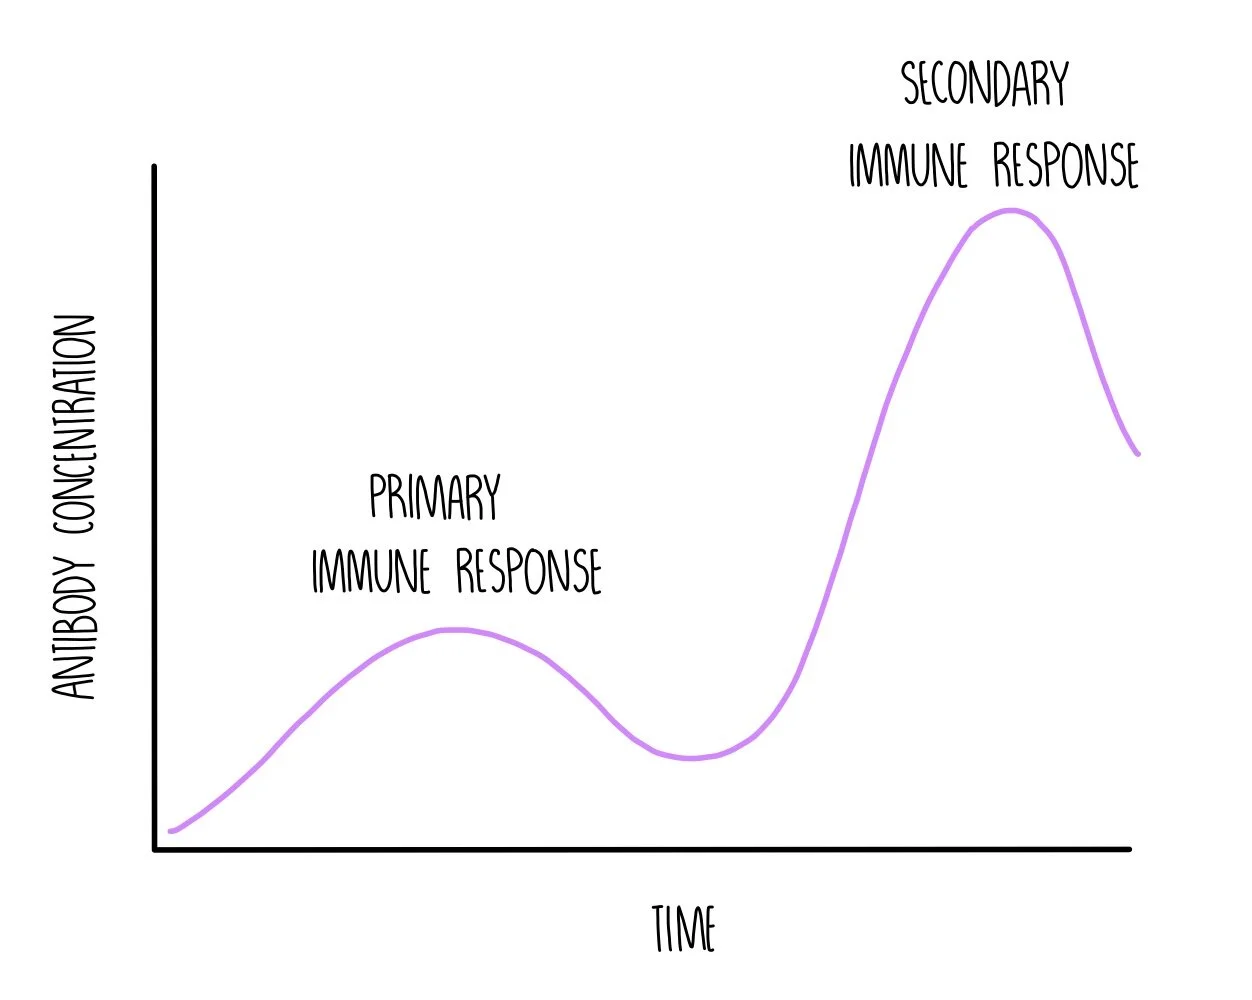 SECONDARY
IMMUNE RESPONSE
PRIMARY
IMMUNE RESPONSE
ANTIBODY CONCENTRATION
TIME